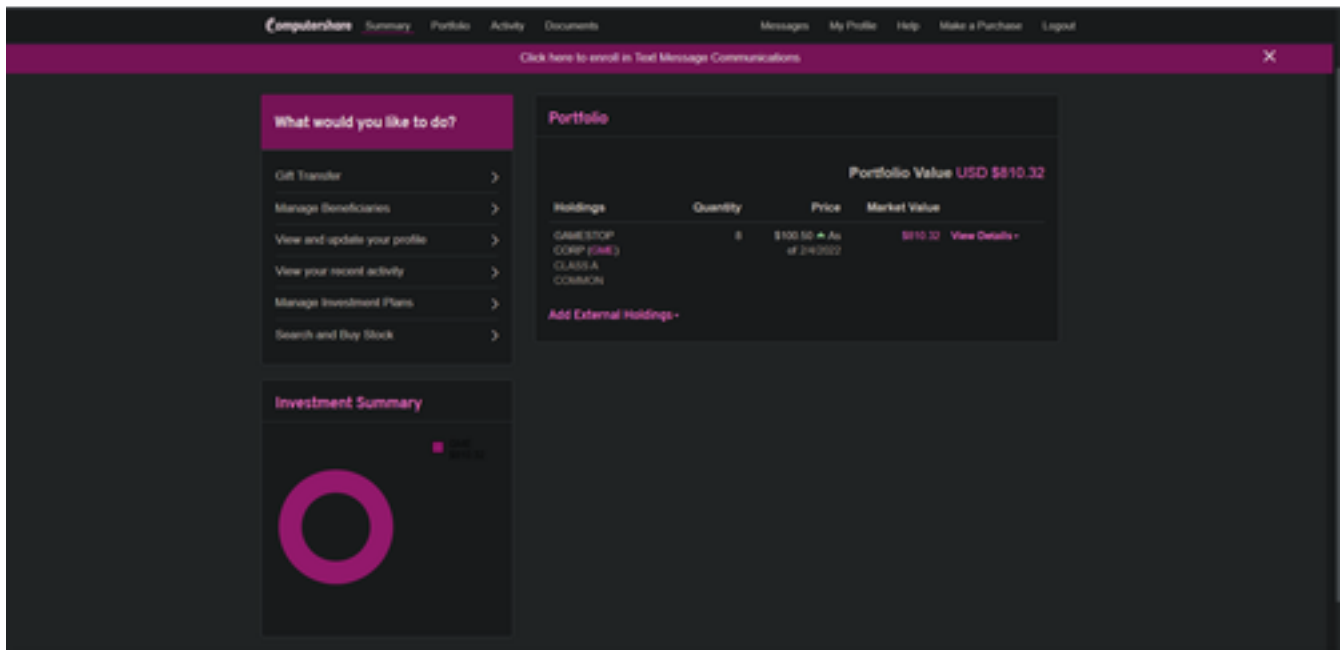 Computershare Summary Portfolio Activity Documents Messages My Profile Help Make a Purchase Logout
Click here to enroll in Text Message Communications
What would you like to do?
Gift Transfer
Manage Beneficiaries
View and update your profile
View your recent activity
Manage Investment Plans
Search and Buy Stock
Portfolio
Portfolio Value USD $810.32
Holdings Quantity Price Market Value
GAMESTOP 8 $100.50 As $810.32 View Details
CORP (GME) of 2/4/2022
CLASS A
COMMON
Add External Holdings
Investment Summary
GME
$810.32